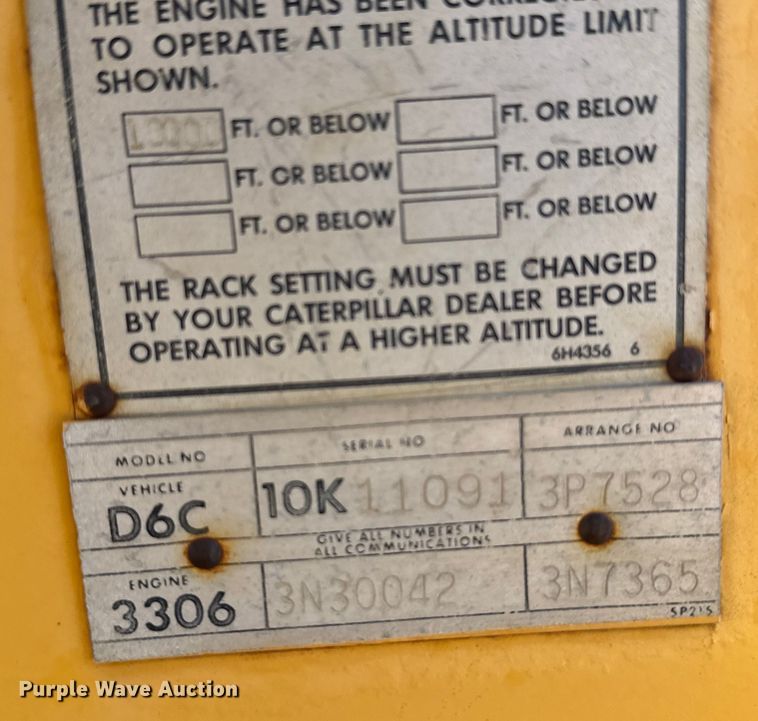 THE ENGINE HAS BEEN
TO OPERATE AT THE ALTITUDE LIMIT
SHOWN.
FT. OR BELOW FT. OR BELOW
FT. OR BELOW FT. OR BELOW
FT. OR BELOW FT. OR BELOW
THE RACK SETTING MUST BE CHANGED
BY YOUR CATERPILLAR DEALER BEFORE
OPERATING AT A HIGHER ALTITUDE.
6H4356 6
MODEL NO SERIAL NO ARRANGE NO
VEHICLE
D6C 10K11091 3P7528
GIVE ALL NUMBERS IN
ALL COMMUNICATIONS
ENGINE
3306 3N30042 3N7365
Purple Wave Auction